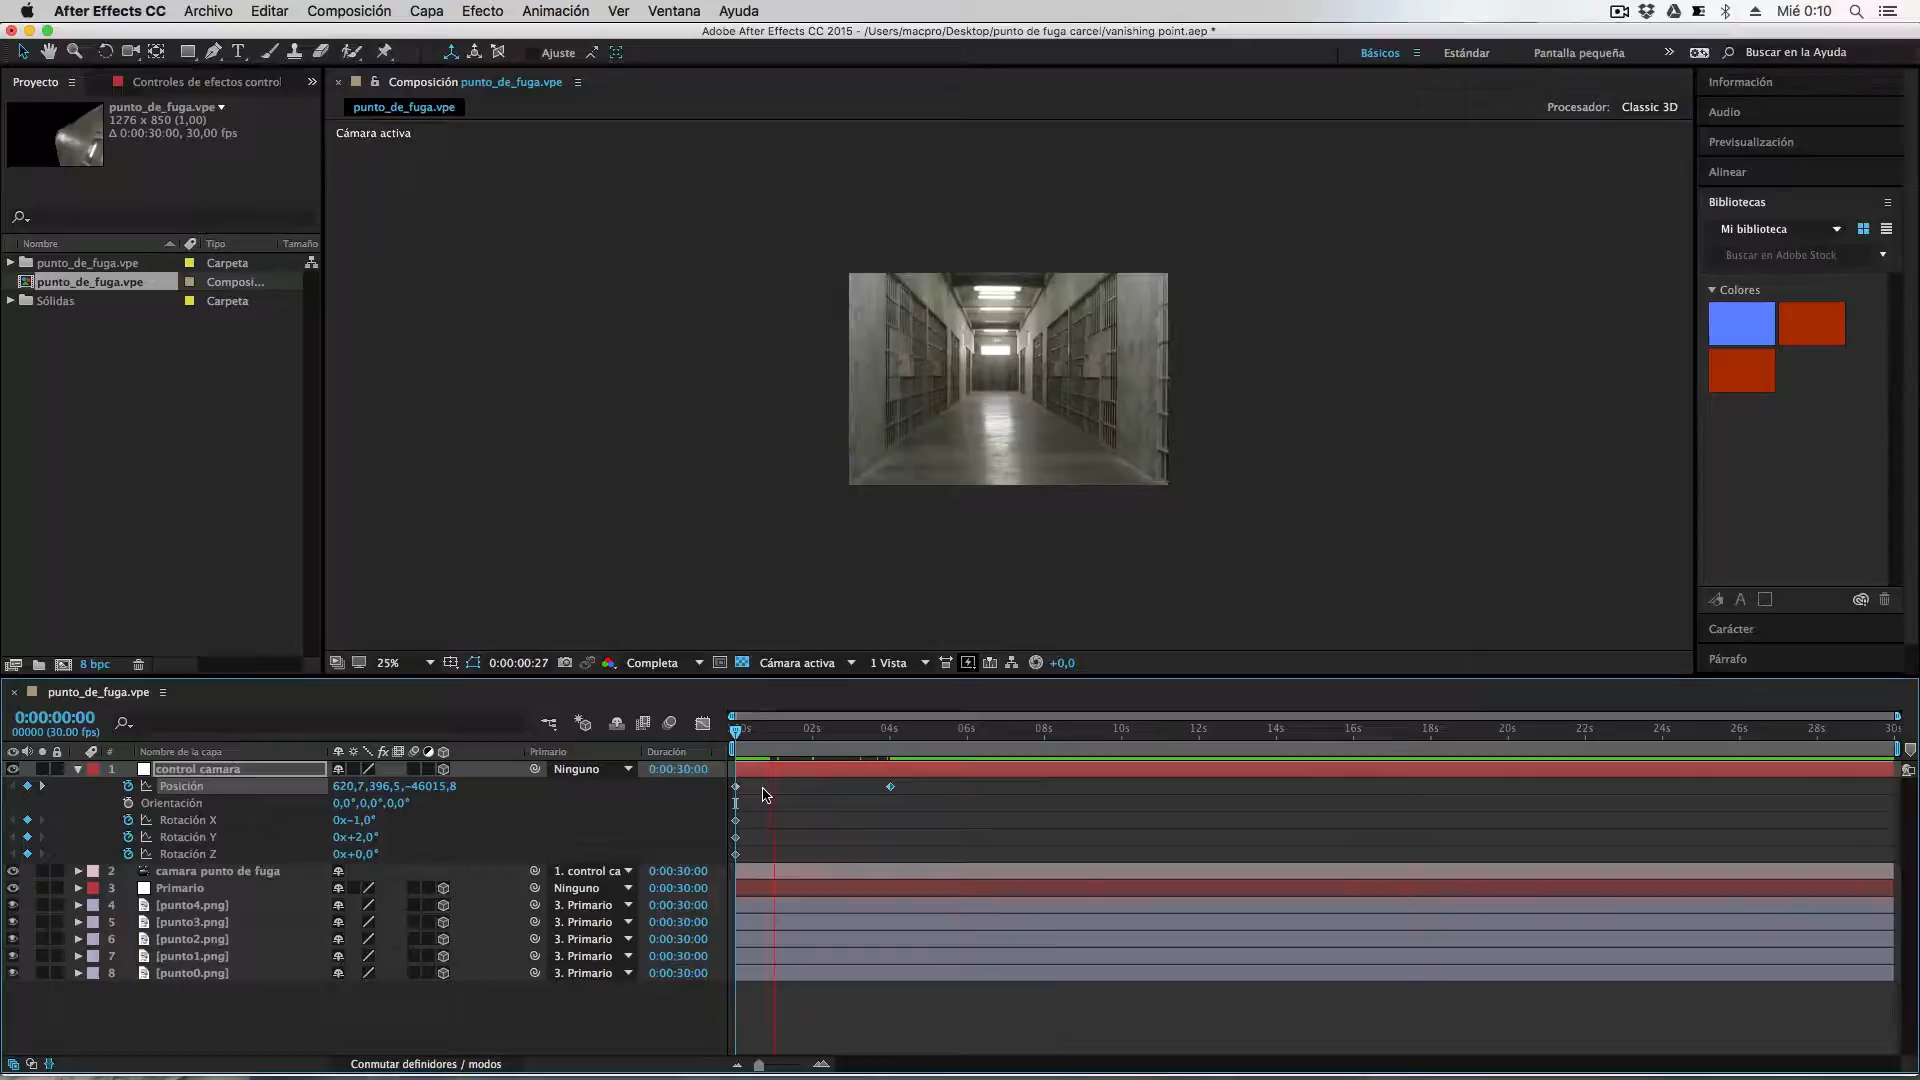 After Effects CC Archivo Editar Composición Capa Efecto Animación Ver Ventana Ayuda Mié 0:10
Adobe After Effects CC 2015 - /Users/macpro/Desktop/punto de fuga carcel/vanishing point.aep *
T Ajuste Básicos Estándar Pantalla pequeña Buscar en la Ayuda
Proyecto Controles de efectos control
Composición punto_de_fuga.vpe
punto_de_fuga.vpe
Procesador: Classic 3D
Cámara activa
punto_de_fuga.vpe
1276 x 850 (1,00)
Δ 0:00:30:00, 30,00 fps
Nombre Tipo Tamaño
punto_de_fuga.vpe Carpeta
punto_de_fuga.vpe Composi...
Sólidas Carpeta
8 bpc
25% 0:00:00:27 Completa Cámara activa 1 Vista +0,0
Información
Audio
Previsualización
Alinear
Bibliotecas
Mi biblioteca
Buscar en Adobe Stock
Colores
A
Carácter
Párrafo
punto_de_fuga.vpe
0:00:00:00
00000 (30.00 fps)
02s 04s 06s 08s 10s 12s 14s 16s 18s 20s 22s 24s 26s 28s 30s
# Nombre de la capa fx Primario Duración
1 control camara Ninguno 0:00:30:00
Posición 620,7,396,5,-46015,8
Orientación 0,0°,0,0°,0,0°
Rotación X 0x-1,0°
Rotación Y 0x+2,0°
Rotación Z 0x+0,0°
2 camara punto de fuga 1. control ca 0:00:30:00
3 Primario Ninguno 0:00:30:00
4 [punto4.png] 3. Primario 0:00:30:00
5 [punto3.png] 3. Primario 0:00:30:00
6 [punto2.png] 3. Primario 0:00:30:00
7 [punto1.png] 3. Primario 0:00:30:00
8 [punto0.png] 3. Primario 0:00:30:00
Conmutar definidores / modos